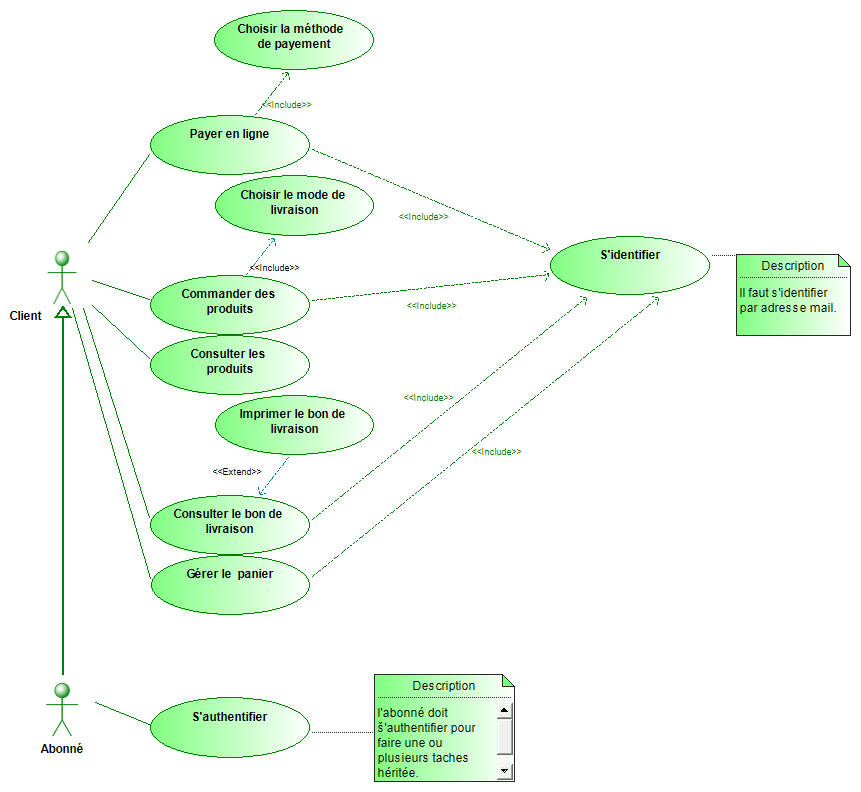 Choisir la méthode
de payement
<<Include>>
Payer en ligne
Choisir le mode de
livraison
<<Include>>
S'identifier
Description
Il faut s'identifier
par adresse mail.
<<Include>>
Client
Commander des
produits
<<Include>>
Consulter les
produits
Imprimer le bon de
livraison
<<Include>>
<<Extend>>
<<Include>>
Consulter le bon de
livraison
Gérer le  panier
Abonné
S'authentifier
Description
l'abonné doit
s'authentifier pour
faire une ou
plusieurs taches
héritée.